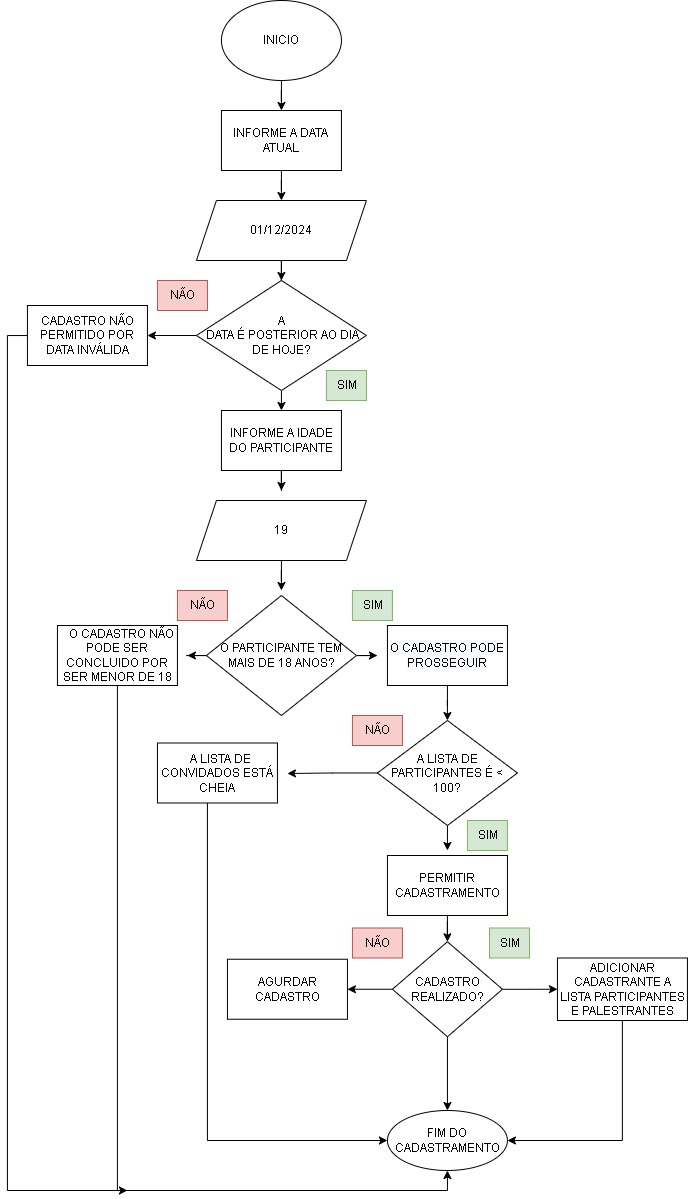 INICIO
INFORME A DATA
ATUAL
01/12/2024
NÃO
A
DATA É POSTERIOR AO DIA
DE HOJE?
CADASTRO NÃO
PERMITIDO POR
DATA INVÁLIDA
SIM
INFORME A IDADE
DO PARTICIPANTE
19
NÃO
SIM
O CADASTRO NÃO
PODE SER
CONCLUIDO POR
SER MENOR DE 18
O PARTICIPANTE TEM
MAIS DE 18 ANOS?
O CADASTRO PODE
PROSSEGUIR
NÃO
A LISTA DE
CONVIDADOS ESTÁ
CHEIA
A LISTA DE
PARTICIPANTES É <
100?
SIM
PERMITIR
CADASTRAMENTO
NÃO
SIM
AGURDAR
CADASTRO
CADASTRO
REALIZADO?
ADICIONAR
CADASTRANTE A
LISTA PARTICIPANTES
E PALESTRANTES
FIM DO
CADASTRAMENTO